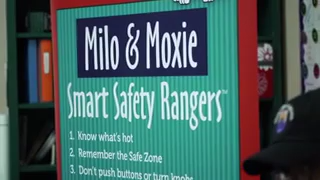 Milo & Moxie
Smart Safety Rangers™
1. Know what's hot
2. Remember the Safe Zone
3. Don't push buttons or turn knobs